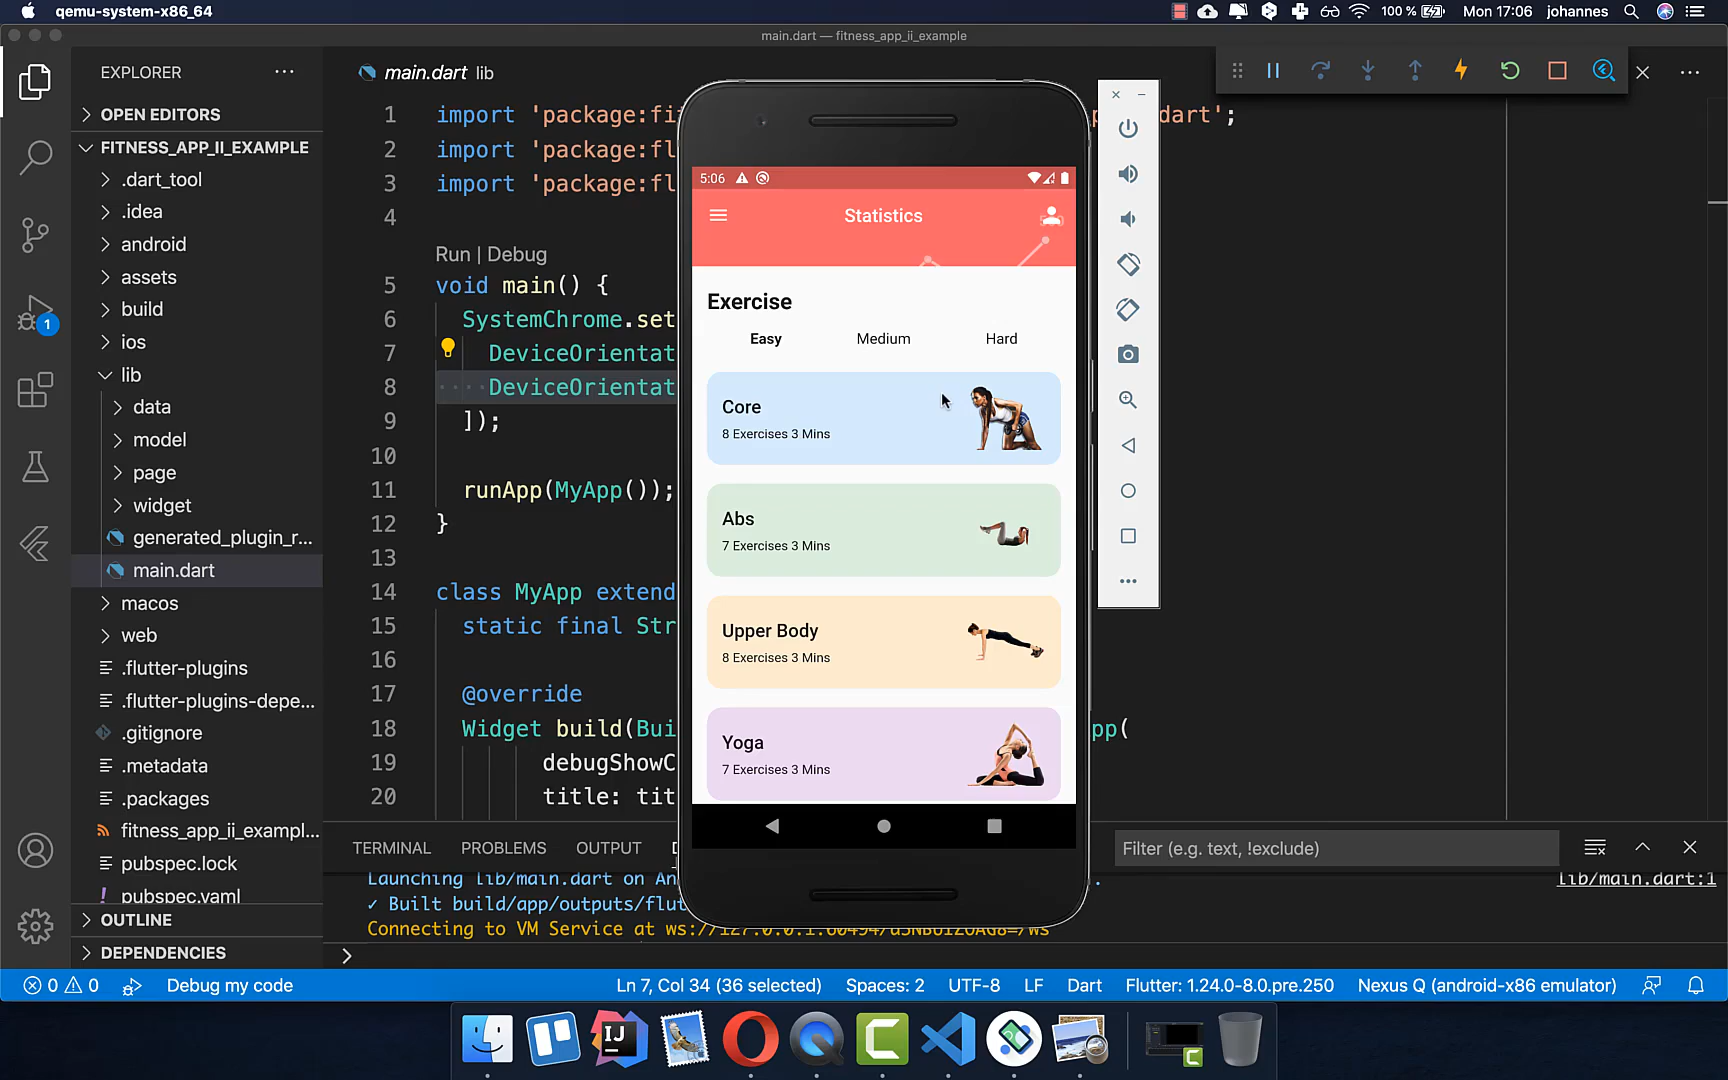 qemu-system-x86_64
100 %
Mon 17:06
johannes
main.dart — fitness_app_ii_example
EXPLORER
OPEN EDITORS
FITNESS_APP_II_EXAMPLE
.dart_tool
.idea
android
assets
build
ios
lib
data
model
page
widget
generated_plugin_r...
main.dart
macos
web
.flutter-plugins
.flutter-plugins-depe...
.gitignore
.metadata
.packages
fitness_app_ii_exampl...
pubspec.lock
pubspec.yaml
OUTLINE
DEPENDENCIES
1
main.dart lib
1 import 'package:fi dart';
2 import 'package:fl
3 import 'package:fl
4
Run | Debug
5 void main() {
6 SystemChrome.set
7 DeviceOrientat
8 DeviceOrientat
9 ]);
10
11 runApp(MyApp());
12 }
13
14 class MyApp extend
15 static final Str
16
17 @override
18 Widget build(Bui pp(
19 debugShowC
20 title: tit
5:06
Statistics
Exercise
Easy Medium Hard
Core
8 Exercises 3 Mins
Abs
7 Exercises 3 Mins
Upper Body
8 Exercises 3 Mins
Yoga
7 Exercises 3 Mins
TERMINAL PROBLEMS OUTPUT
Filter (e.g. text, !exclude)
Launching lib/main.dart on An
lib/main.dart:1
✓ Built build/app/outputs/flut
Connecting to VM Service at
0 0 Debug my code
Ln 7, Col 34 (36 selected) Spaces: 2 UTF-8 LF Dart Flutter: 1.24.0-8.0.pre.250 Nexus Q (android-x86 emulator)
IJ